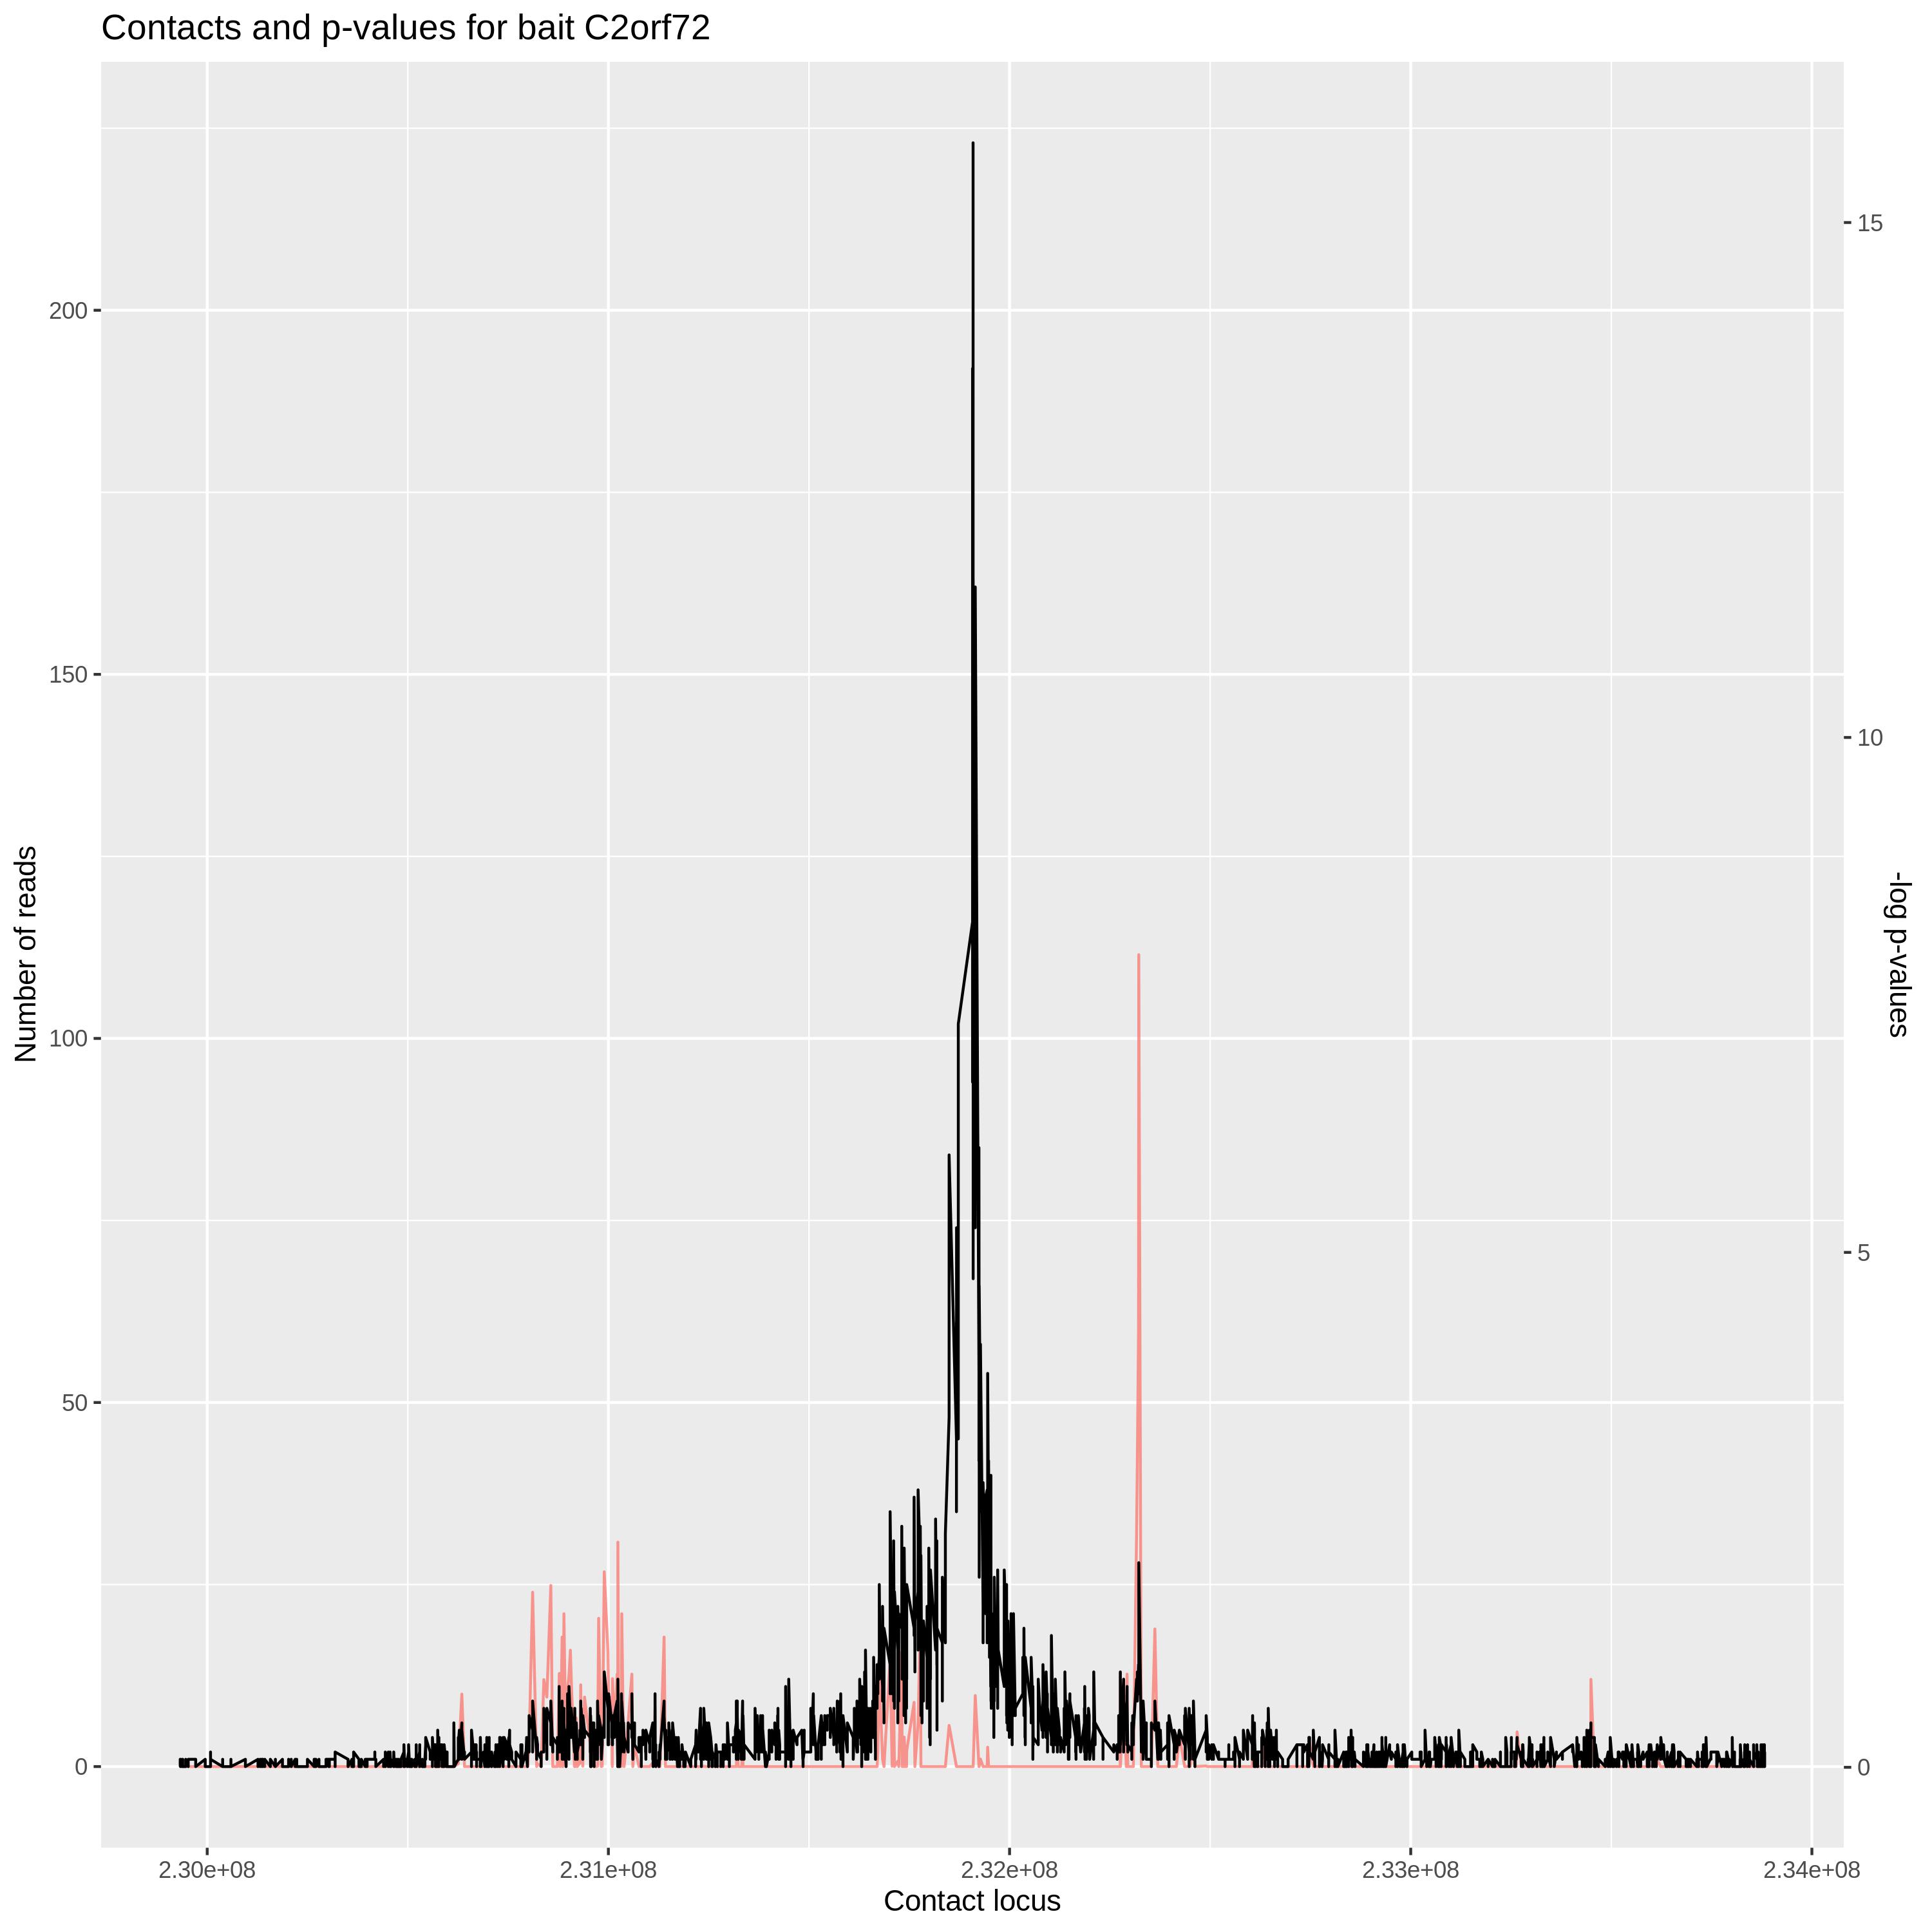 Contacts and p-values for bait C2orf72
Number of reads
200
150
100
50
0
15
10
5
0
-log p-values
2.30e+08
2.31e+08
2.32e+08
2.33e+08
2.34e+08
Contact locus